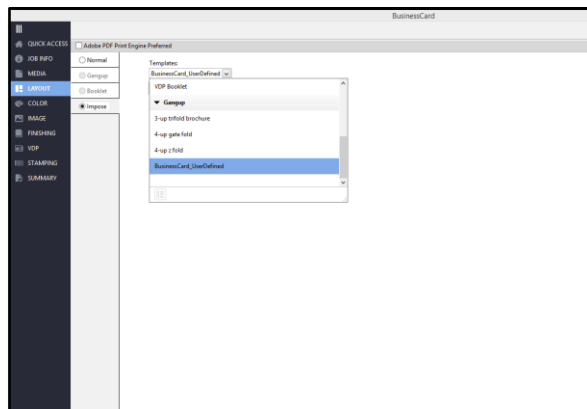 BusinessCard
QUICK ACCESS
JOB INFO
MEDIA
LAYOUT
COLOR
IMAGE
FINISHING
VDP
STAMPING
SUMMARY
Adobe PDF Print Engine Preferred
Normal
Gangup
Booklet
Impose
Templates:
BusinessCard_UserDefined
VDP Booklet
Gangup
3-up trifold brochure
4-up gate fold
4-up z fold
BusinessCard_UserDefined